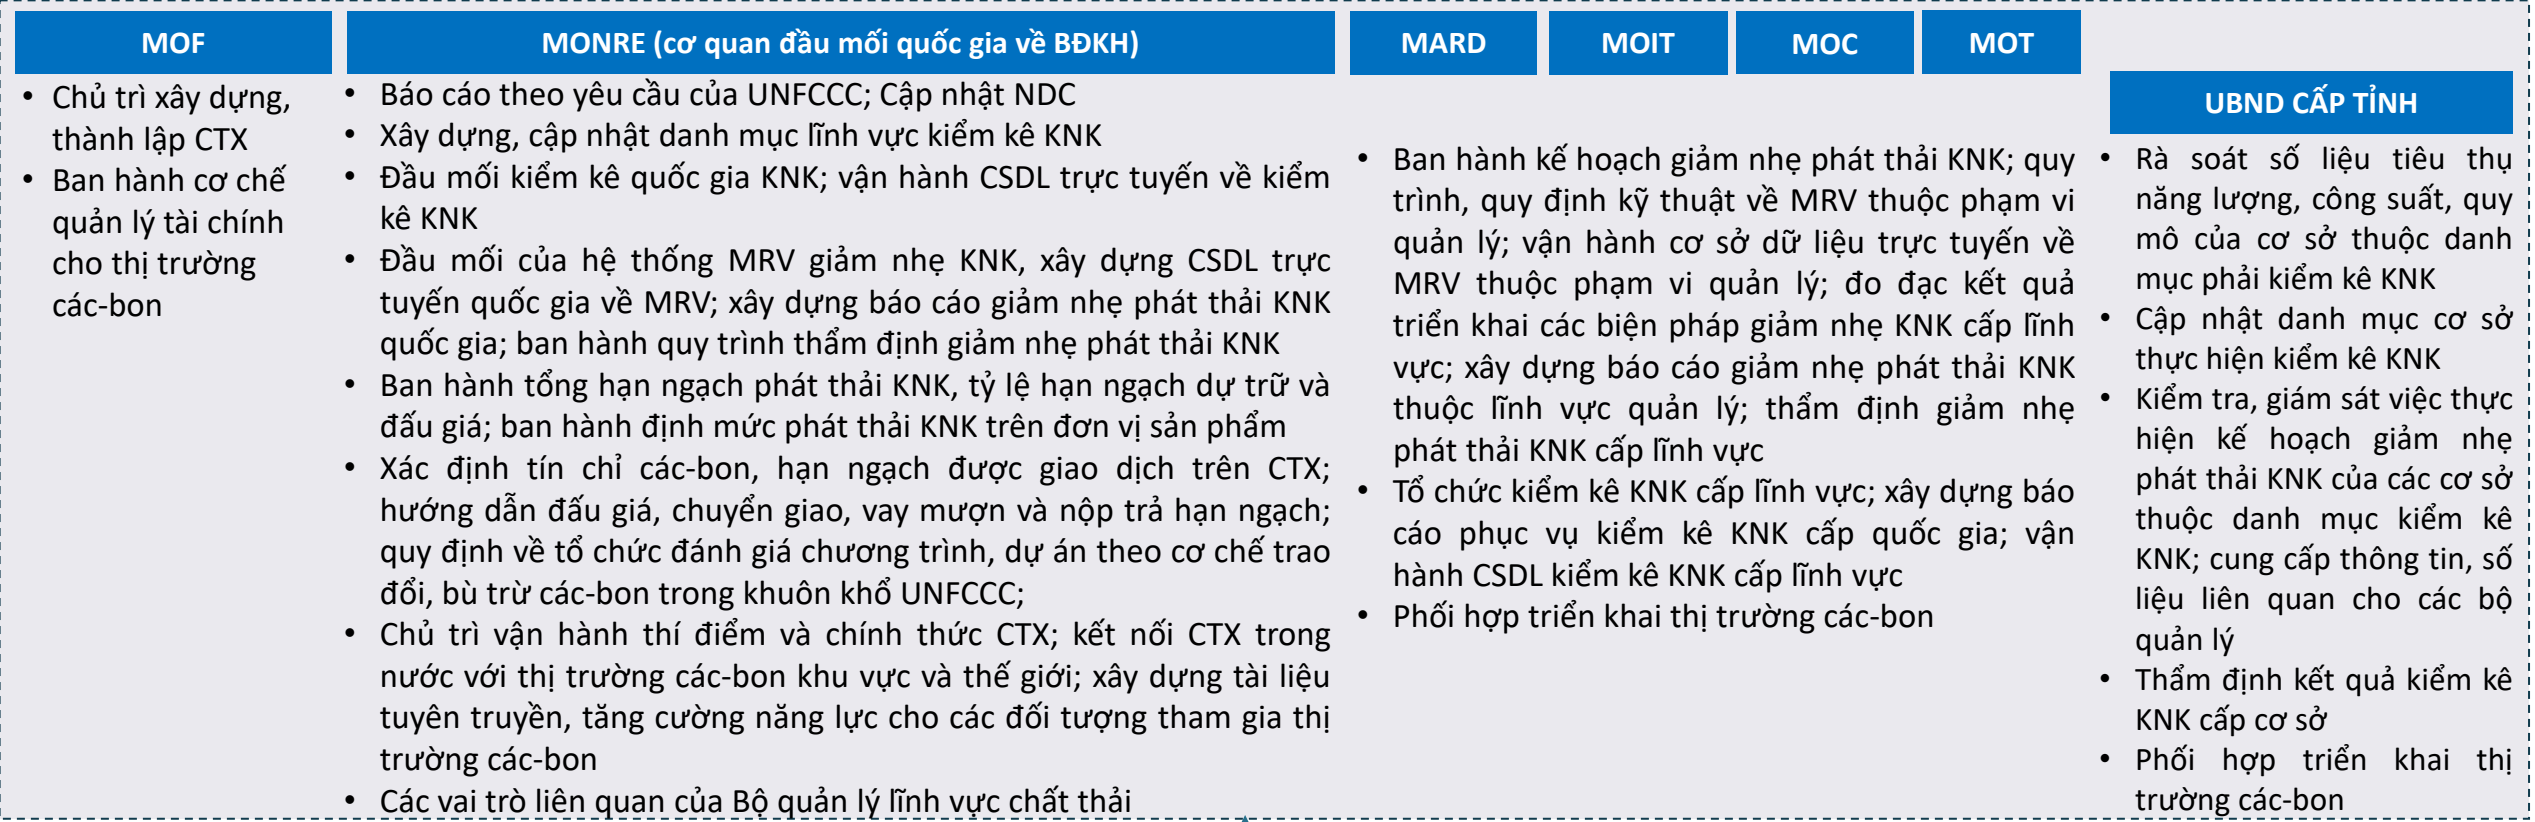 MOF
• Chủ trì xây dựng,
thành lập CTX
• Ban hành cơ chế
quản lý tài chính
cho thị trường
các-bon
MONRE (cơ quan đầu mối quốc gia về BĐKH)
• Báo cáo theo yêu cầu của UNFCCC; Cập nhật NDC
• Xây dựng, cập nhật danh mục lĩnh vực kiểm kê KNK
• Đầu mối kiểm kê quốc gia KNK; vận hành CSDL trực tuyến về kiểm
kê KNK
• Đầu mối của hệ thống MRV giảm nhẹ KNK, xây dựng CSDL trực
tuyến quốc gia về MRV; xây dựng báo cáo giảm nhẹ phát thải KNK
quốc gia; ban hành quy trình thẩm định giảm nhẹ phát thải KNK
• Ban hành tổng hạn ngạch phát thải KNK, tỷ lệ hạn ngạch dự trữ và
đấu giá; ban hành định mức phát thải KNK trên đơn vị sản phẩm
• Xác định tín chỉ các-bon, hạn ngạch được giao dịch trên CTX;
hướng dẫn đấu giá, chuyển giao, vay mượn và nộp trả hạn ngạch;
quy định về tổ chức đánh giá chương trình, dự án theo cơ chế trao
đổi, bù trừ các-bon trong khuôn khổ UNFCCC;
• Chủ trì vận hành thí điểm và chính thức CTX; kết nối CTX trong
nước với thị trường các-bon khu vực và thế giới; xây dựng tài liệu
tuyên truyền, tăng cường năng lực cho các đối tượng tham gia thị
trường các-bon
• Các vai trò liên quan của Bộ quản lý lĩnh vực chất thải
MARD
MOIT
MOC
MOT
• Ban hành kế hoạch giảm nhẹ phát thải KNK; quy
trình, quy định kỹ thuật về MRV thuộc phạm vi
quản lý; vận hành cơ sở dữ liệu trực tuyến về
MRV thuộc phạm vi quản lý; đo đạc kết quả
triển khai các biện pháp giảm nhẹ KNK cấp lĩnh
vực; xây dựng báo cáo giảm nhẹ phát thải KNK
thuộc lĩnh vực quản lý; thẩm định giảm nhẹ
phát thải KNK cấp lĩnh vực
• Tổ chức kiểm kê KNK cấp lĩnh vực; xây dựng báo
cáo phục vụ kiểm kê KNK cấp quốc gia; vận
hành CSDL kiểm kê KNK cấp lĩnh vực
• Phối hợp triển khai thị trường các-bon
UBND CẤP TỈNH
• Rà soát số liệu tiêu thụ
năng lượng, công suất, quy
mô của cơ sở thuộc danh
mục phải kiểm kê KNK
• Cập nhật danh mục cơ sở
thực hiện kiểm kê KNK
• Kiểm tra, giám sát việc thực
hiện kế hoạch giảm nhẹ
phát thải KNK của các cơ sở
thuộc danh mục kiểm kê
KNK; cung cấp thông tin, số
liệu liên quan cho các bộ
quản lý
• Thẩm định kết quả kiểm kê
KNK cấp cơ sở
• Phối hợp triển khai thị
trường các-bon